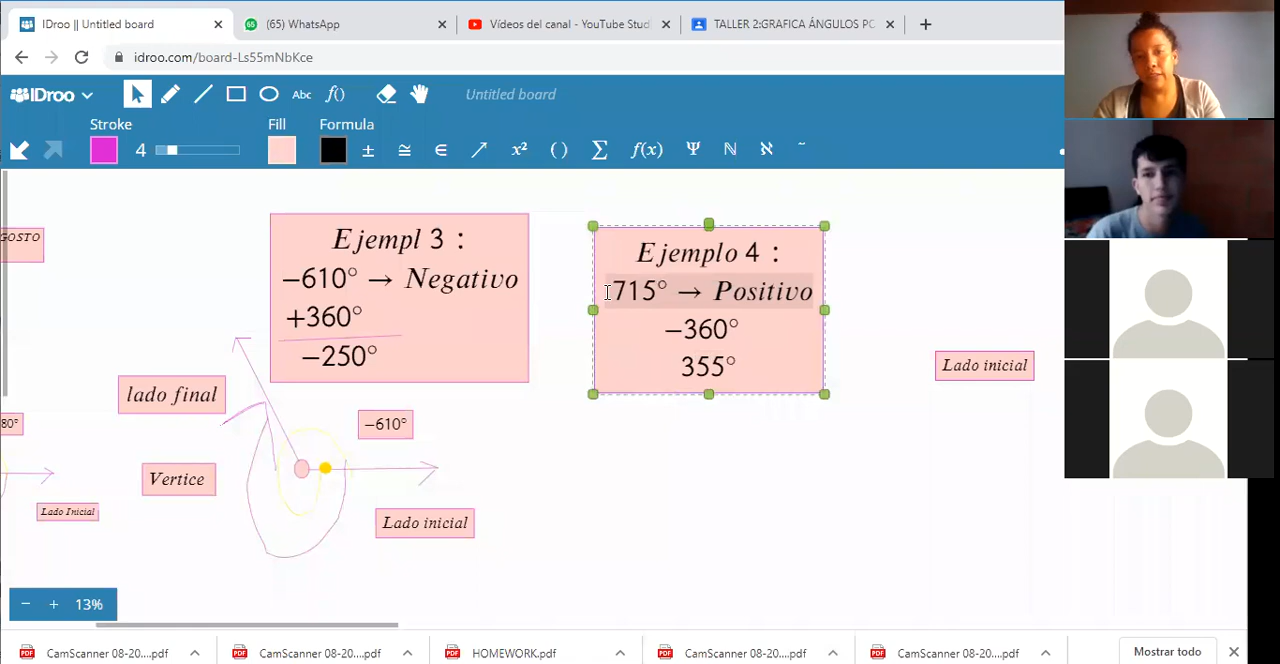 IDroo || Untitled board
(65) WhatsApp
Vídeos del canal - YouTube Stud
TALLER 2:GRAFICA ÁNGULOS PO
idroo.com/board-Ls55mNbKce
IDroo
Abc
f()
Untitled board
Stroke
Fill
Formula
4
± ≅ ∈ x² ( ) ∑ f(x) Ψ ℕ ℵ ~
GOSTO
Ejempl 3 :
−610° → Negativo
+360°
−250°
Ejemplo 4 :
715° → Positivo
−360°
355°
Lado inicial
lado final
80°
−610°
Vertice
Lado Inicial
Lado inicial
− + 13%
CamScanner 08-20....pdf
CamScanner 08-20....pdf
HOMEWORK.pdf
CamScanner 08-20....pdf
CamScanner 08-20....pdf
Mostrar todo